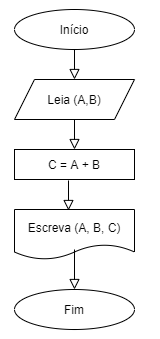 Início
Leia (A,B)
C = A + B
Escreva (A, B, C)
Fim